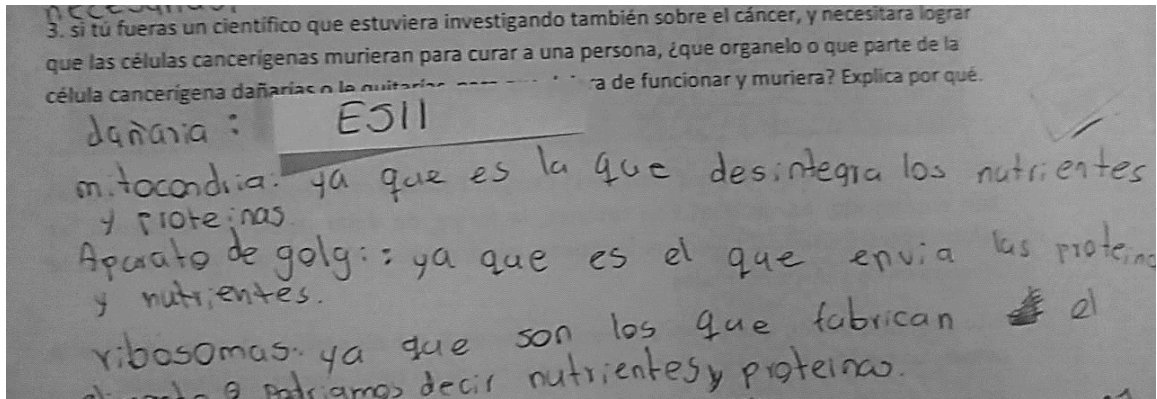 3. si tú fueras un científico que estuviera investigando también sobre el cáncer, y necesitara lograr
que las células cancerígenas murieran para curar a una persona, ¿que organelo o que parte de la
célula cancerígena dañarías o le quitarías para ra de funcionar y muriera? Explica por qué.
dañaria:
ESII
mitocondria: ya que es la que desintegra los nutrientes
y proteinas.
Aparato de golgi: ya que es el que envia las proteinas
y nutrientes.
ribosomas: ya que son los que fabrican el
o podriamos decir nutrientes y proteinas.